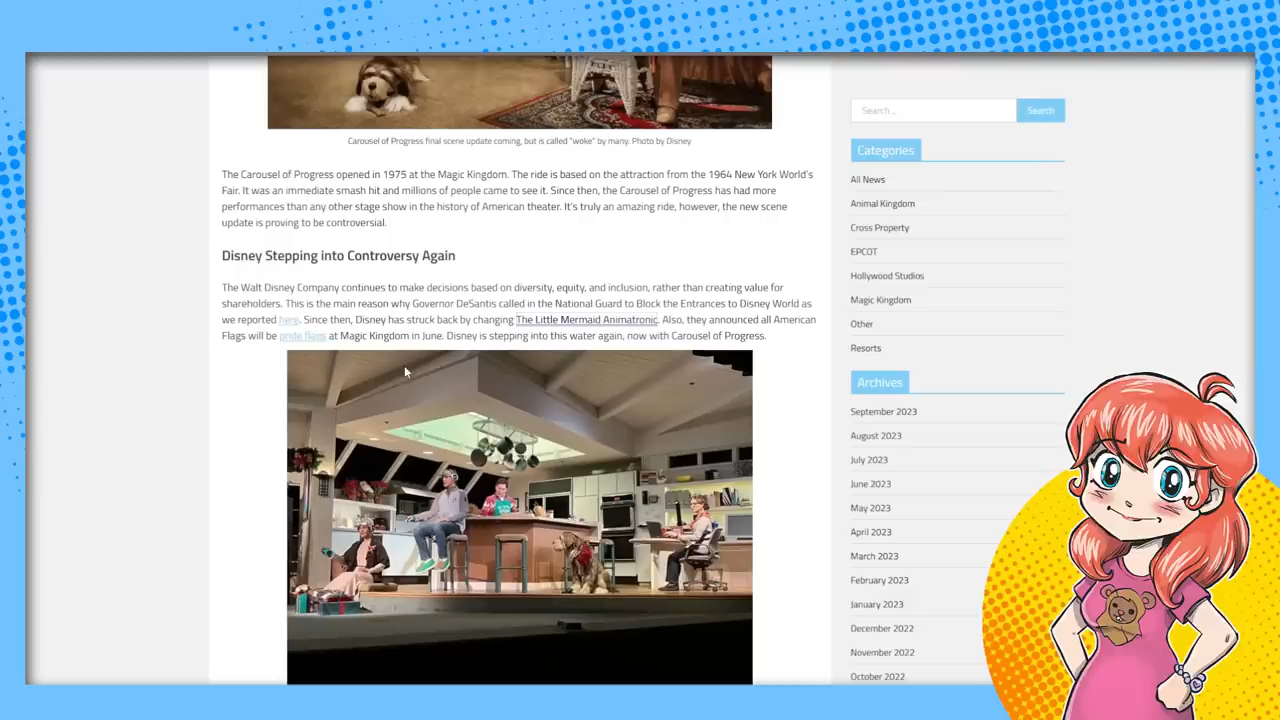 Carousel of Progress final scene update coming, but is called "woke" by many. Photo by Disney
The Carousel of Progress opened in 1975 at the Magic Kingdom. The ride is based on the attraction from the 1964 New York World's
Fair. It was an immediate smash hit and millions of people came to see it. Since then, the Carousel of Progress has had more
performances than any other stage show in the history of American theater. It's truly an amazing ride, however, the new scene
update is proving to be controversial.
Disney Stepping into Controversy Again
The Walt Disney Company continues to make decisions based on diversity, equity, and inclusion, rather than creating value for
shareholders. This is the main reason why Governor DeSantis called in the National Guard to Block the Entrances to Disney World as
we reported here. Since then, Disney has struck back by changing The Little Mermaid Animatronic. Also, they announced all American
Flags will be pride flags at Magic Kingdom in June. Disney is stepping into this water again, now with Carousel of Progress.
Search ...
Search
Categories
All News
Animal Kingdom
Cross Property
EPCOT
Hollywood Studios
Magic Kingdom
Other
Resorts
Archives
September 2023
August 2023
July 2023
June 2023
May 2023
April 2023
March 2023
February 2023
January 2023
December 2022
November 2022
October 2022